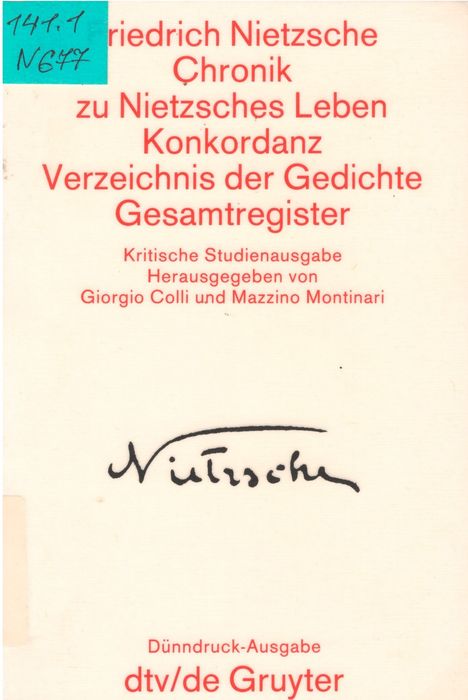 141.1
N677
riedrich Nietzsche
Chronik
zu Nietzsches Leben
Konkordanz
Verzeichnis der Gedichte
Gesamtregister
Kritische Studienausgabe
Herausgegeben von
Giorgio Colli und Mazzino Montinari
Nietzsche
Dünndruck-Ausgabe
dtv/de Gruyter